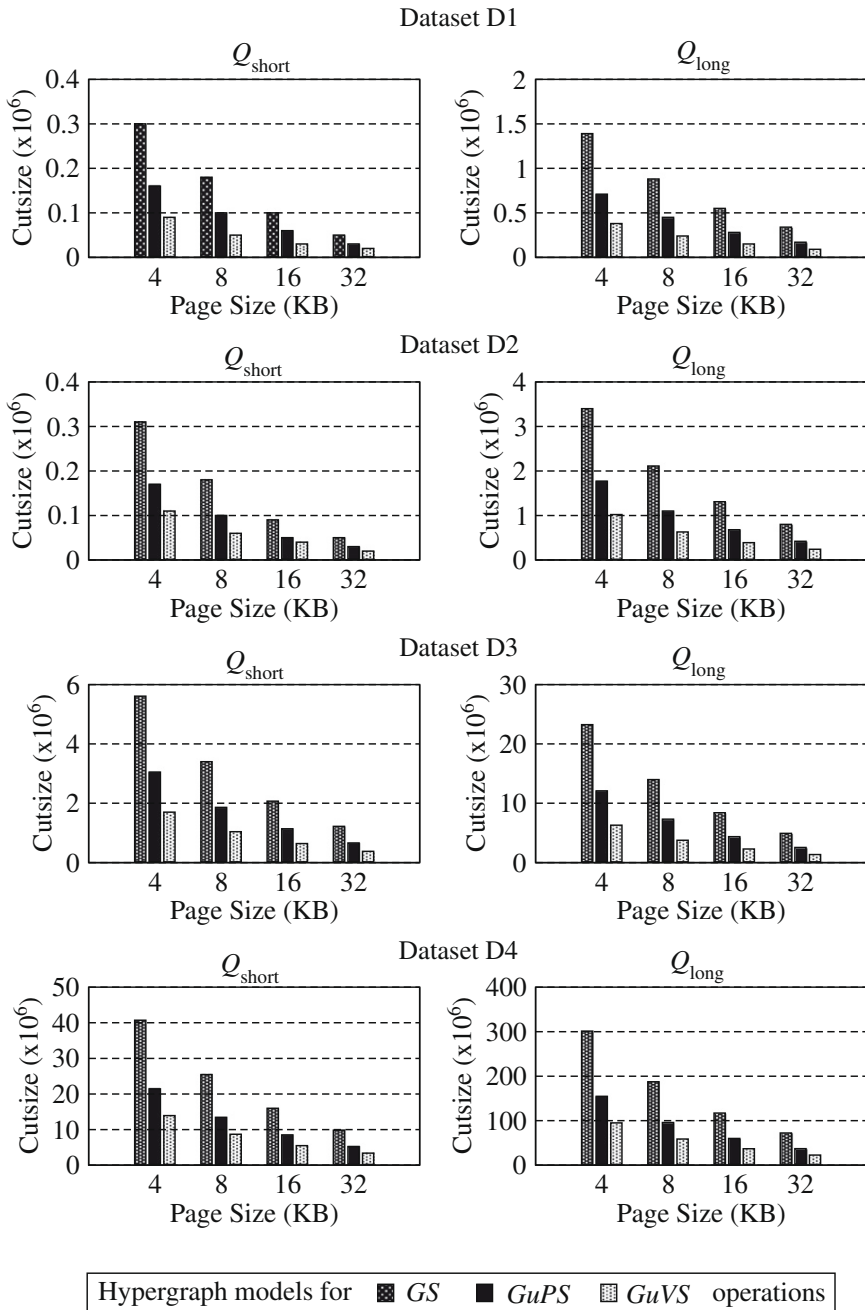 Dataset D1
Q_short
Q_long
Cutsize (x10^6)
0.4
0.3
0.2
0.1
0
4 8 16 32
Page Size (KB)
Cutsize (x10^6)
2
1.5
1
0.5
0
4 8 16 32
Page Size (KB)
Dataset D2
Q_short
Q_long
Cutsize (x10^6)
0.4
0.3
0.2
0.1
0
4 8 16 32
Page Size (KB)
Cutsize (x10^6)
4
3
2
1
0
4 8 16 32
Page Size (KB)
Dataset D3
Q_short
Q_long
Cutsize (x10^6)
6
4
2
0
4 8 16 32
Page Size (KB)
Cutsize (x10^6)
30
20
10
0
4 8 16 32
Page Size (KB)
Dataset D4
Q_short
Q_long
Cutsize (x10^6)
50
40
30
20
10
0
4 8 16 32
Page Size (KB)
Cutsize (x10^6)
400
300
200
100
0
4 8 16 32
Page Size (KB)
Hypergraph models for GS GuPS GuVS operations